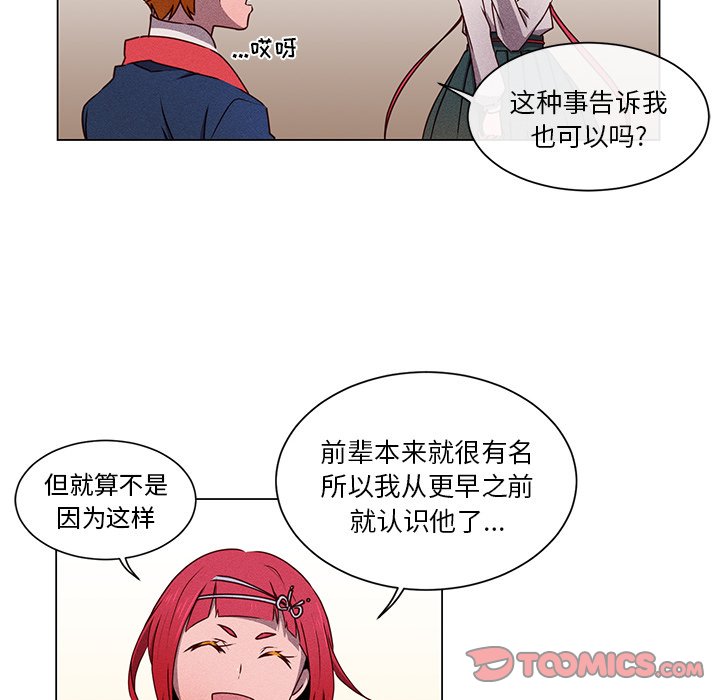 ...哎呀
这种事告诉我
也可以吗?
前辈本来就很有名
所以我从更早之前
就认识他了...
但就算不是
因为这样
TOOMICS.COM